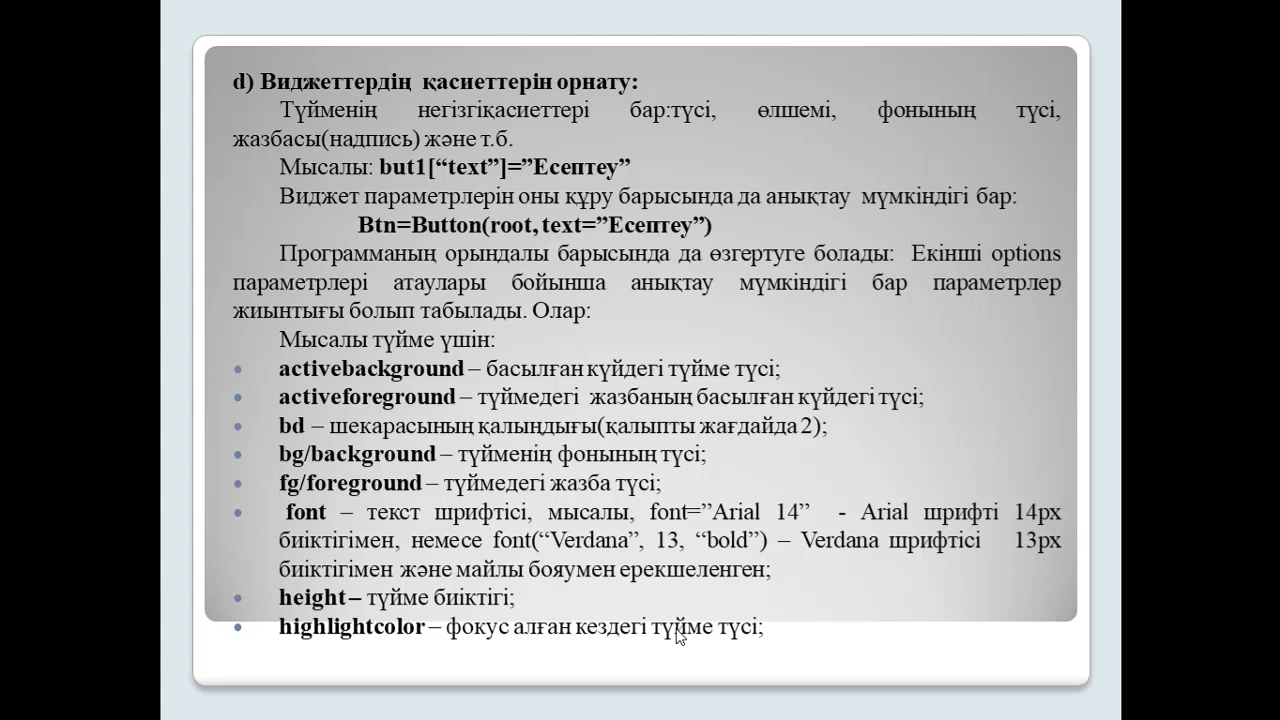 d) Виджеттердің қасиеттерін орнату:
Түйменің негізгіқасиеттері бар:түсі, өлшемі, фонының түсі,
жазбасы(надпись) және т.б.
Мысалы: but1[“text”]=”Есептеу”
Виджет параметрлерін оны құру барысында да анықтау мүмкіндігі бар:
Btn=Button(root, text=”Есептеу”)
Программаның орындалы барысында да өзгертуге болады: Екінші options
параметрлері атаулары бойынша анықтау мүмкіндігі бар параметрлер
жиынтығы болып табылады. Олар:
Мысалы түйме үшін:
• activebackground – басылған күйдегі түйме түсі;
• activeforeground – түймедегі жазбаның басылған күйдегі түсі;
• bd – шекарасының қалыңдығы(қалыпты жағдайда 2);
• bg/background – түйменің фонының түсі;
• fg/foreground – түймедегі жазба түсі;
• font – текст шрифтісі, мысалы, font=”Arial 14” - Arial шрифті 14px
биіктігімен, немесе font(“Verdana”, 13, “bold”) – Verdana шрифтісі 13px
биіктігімен және майлы бояумен ерекшеленген;
• height – түйме биіктігі;
• highlightcolor – фокус алған кездегі түйме түсі;